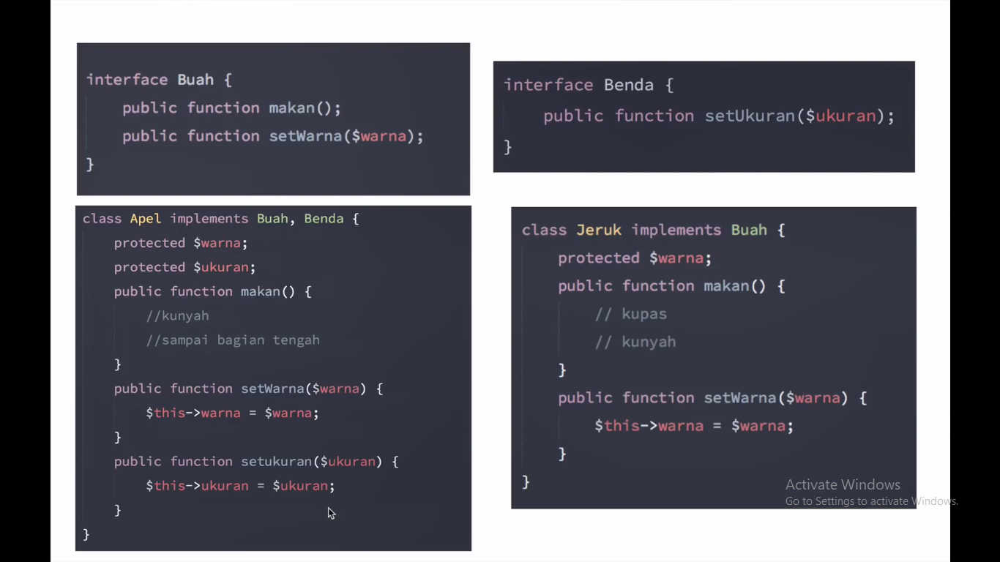 interface Buah {
public function makan();
public function setWarna($warna);
}
interface Benda {
public function setUkuran($ukuran);
}
class Apel implements Buah, Benda {
protected $warna;
protected $ukuran;
public function makan() {
//kunyah
//sampai bagian tengah
}
public function setWarna($warna) {
$this->warna = $warna;
}
public function setukuran($ukuran) {
$this->ukuran = $ukuran;
}
}
class Jeruk implements Buah {
protected $warna;
public function makan() {
// kupas
// kunyah
}
public function setWarna($warna) {
$this->warna = $warna;
}
}
Activate Windows
Go to Settings to activate Windows.